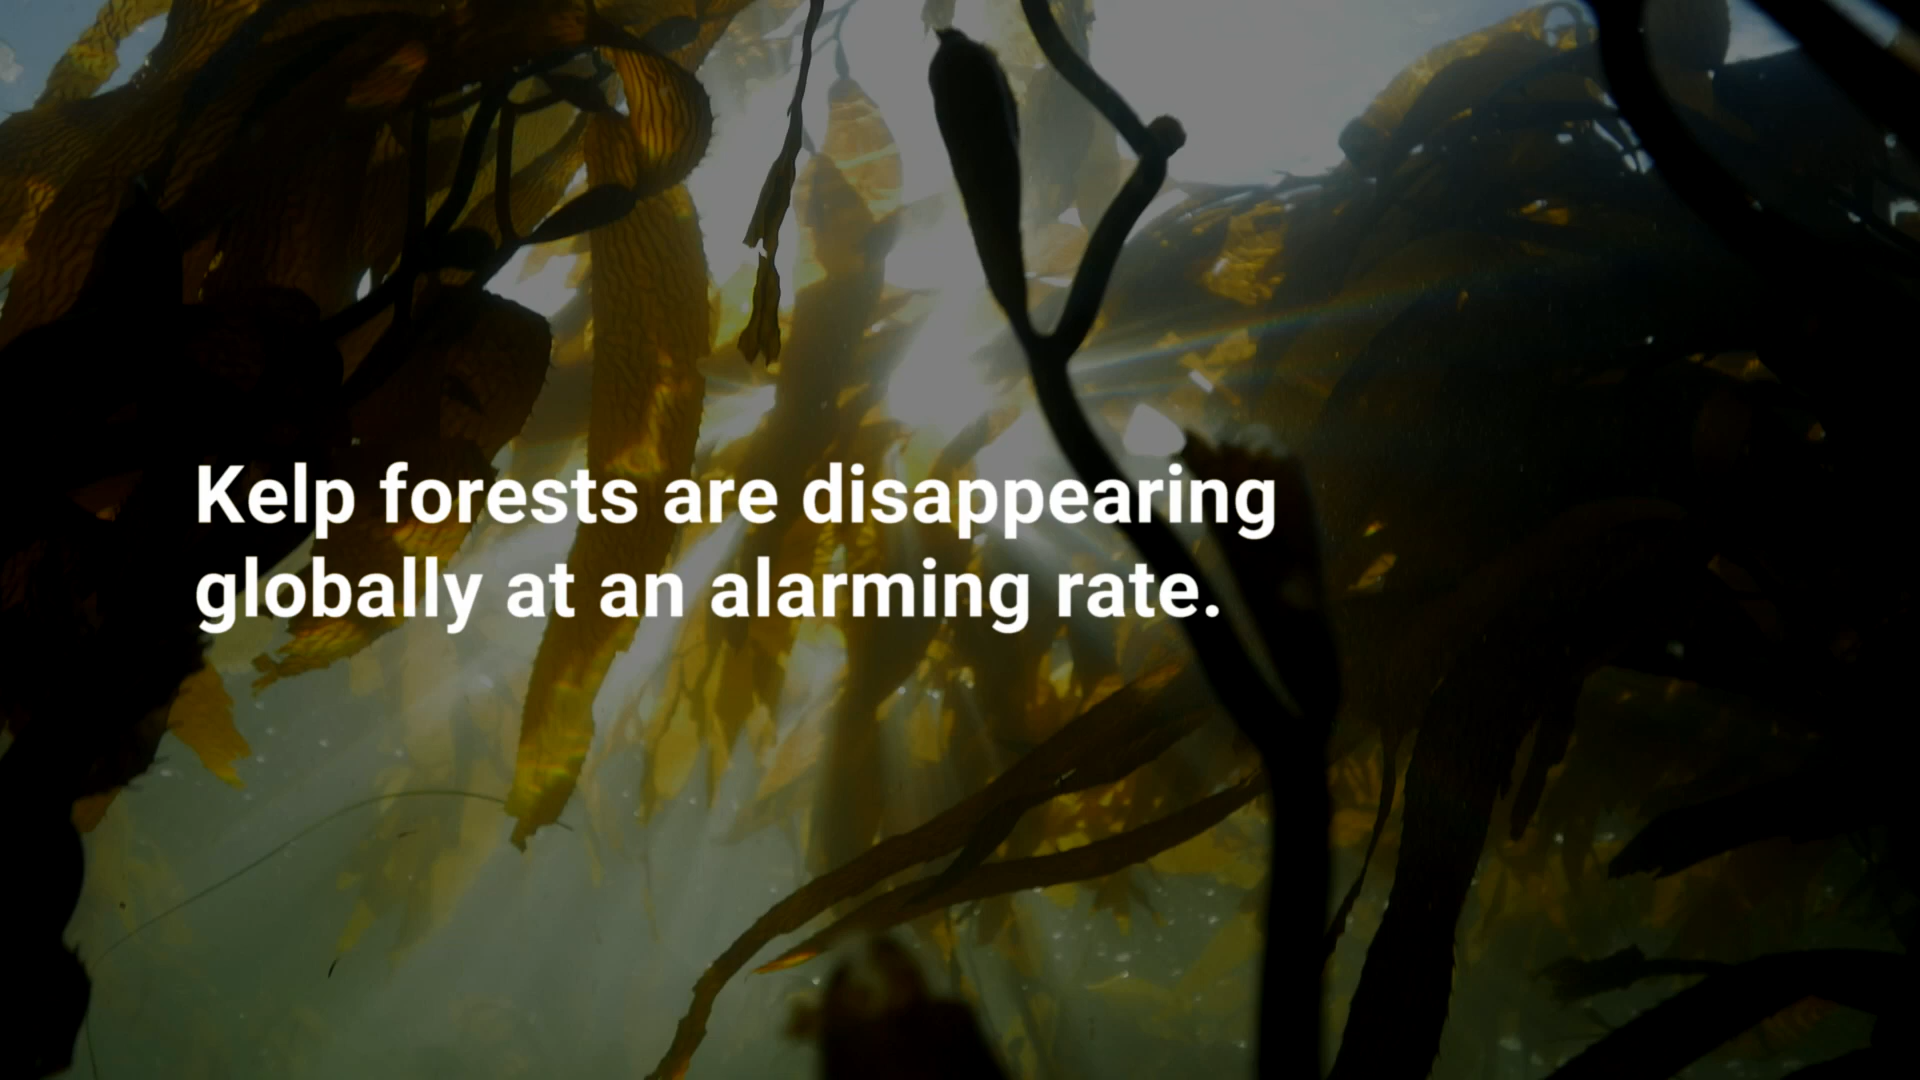 Kelp forests are disappearing
globally at an alarming rate.